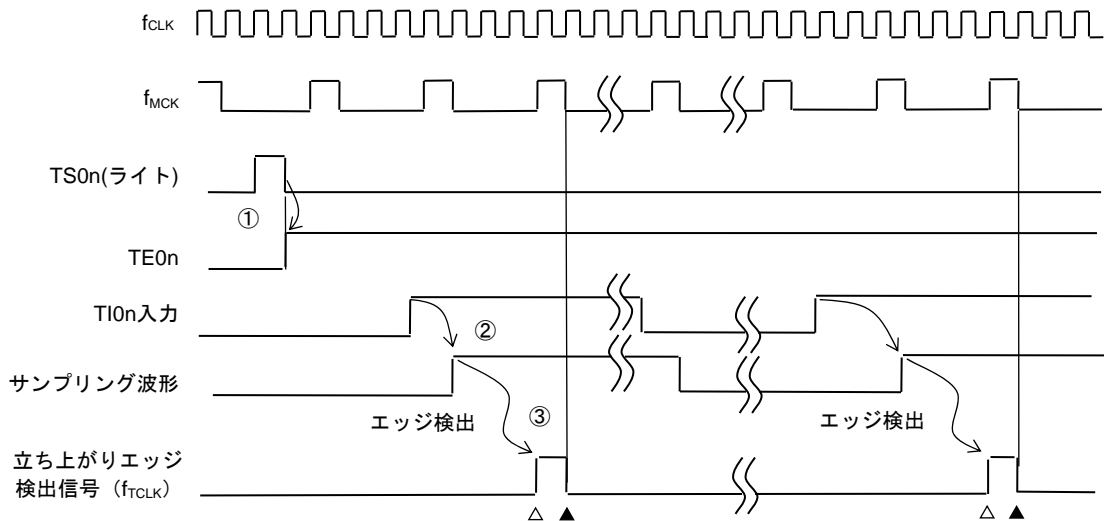 fCLK
fMCK
TS0n(ライト)
①
TE0n
TI0n入力
②
サンプリング波形
エッジ検出
③
エッジ検出
立ち上がりエッジ
検出信号（fTCLK）
△ ▲
△ ▲